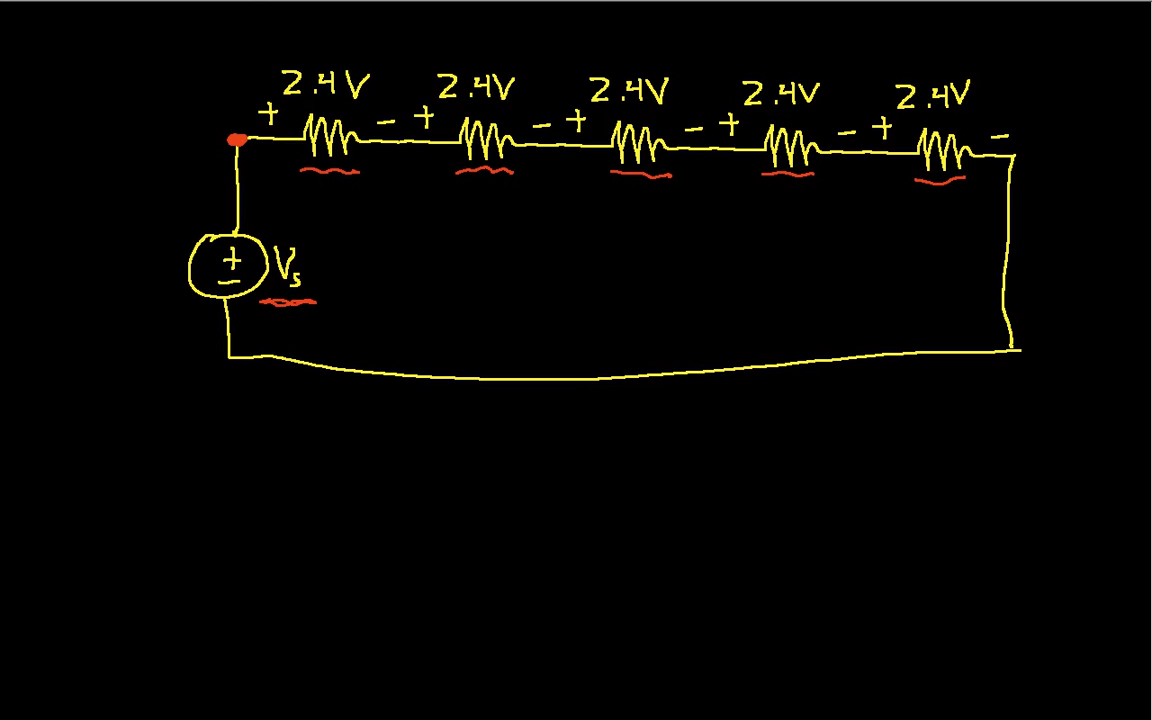 2.4V 2.4V 2.4V 2.4V 2.4V
+ - + - + - + - + -
+
-
Vs